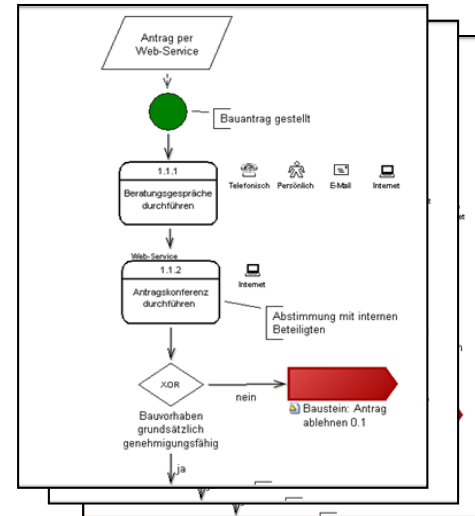 Antrag per
Web-Service
Bauantrag gestellt
1.1.1
Beratungsgespräche
durchführen
Telefonisch Persönlich E-Mail Internet
Web-Service
1.1.2
Antragskonferenz
durchführen
Internet
Abstimmung mit internen
Beteiligten
XOR
nein
Bauvorhaben
grundsätzlich
genehmigungsfähig
Baustein: Antrag
ablehnen 0.1
ja